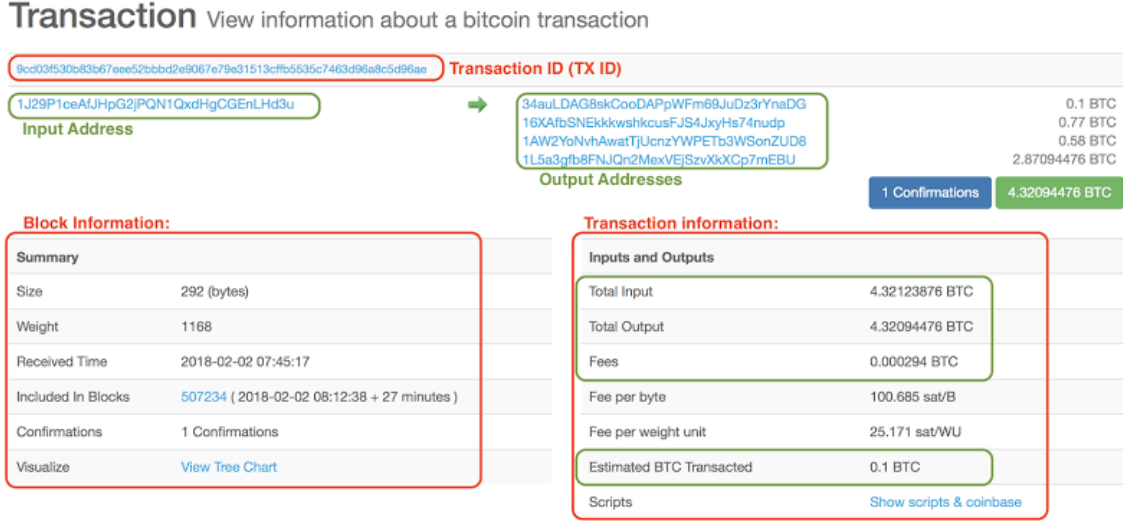 Transaction View information about a bitcoin transaction
9cd03f530b83b67eee52bbbd2e9067e79e31513cffb5535c7463d96a8c5d96ae Transaction ID (TX ID)
1J29P1ceAfJHpG2jPQN1QxdHgCGEnLHd3u 34auLDAG8skCooDAPpWFm69JuDz3rYnaDG 0.1 BTC
Input Address 16XAfbSNEkkkwshkcusFJS4JxyHs74nudp 0.77 BTC
1AW2YoNvhAwatTjUcnzYWPETb3WSonZUD8 0.58 BTC
1L5a3gfb8FNJQn2MexVEjSzvXkXCp7mEBU 2.87094476 BTC
Output Addresses
1 Confirmations 4.32094476 BTC
Block Information:
Summary
Size 292 (bytes)
Weight 1168
Received Time 2018-02-02 07:45:17
Included In Blocks 507234 ( 2018-02-02 08:12:38 + 27 minutes )
Confirmations 1 Confirmations
Visualize View Tree Chart
Transaction information:
Inputs and Outputs
Total Input 4.32123876 BTC
Total Output 4.32094476 BTC
Fees 0.000294 BTC
Fee per byte 100.685 sat/B
Fee per weight unit 25.171 sat/WU
Estimated BTC Transacted 0.1 BTC
Scripts Show scripts & coinbase